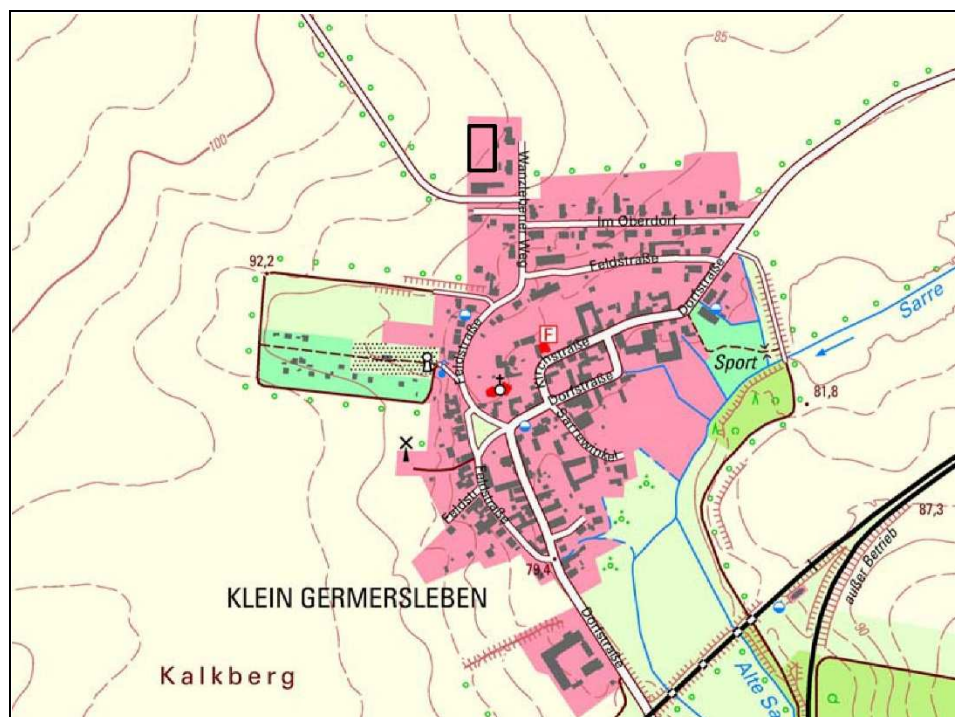 85
100
Wanzlebener Weg
Im Oberdorf
92,2
Feldstraße
Dorfstraße
Sarre
F
Feldstraße
Kirchstraße
Sport
Dorfstraße
81,8
Sarrewinkel
Feldstraße
Feldstraße
87,3
außer Betrieb
79,4
KLEIN GERMERSLEBEN
Dorfstraße
90
Kalkberg
Alte Sa